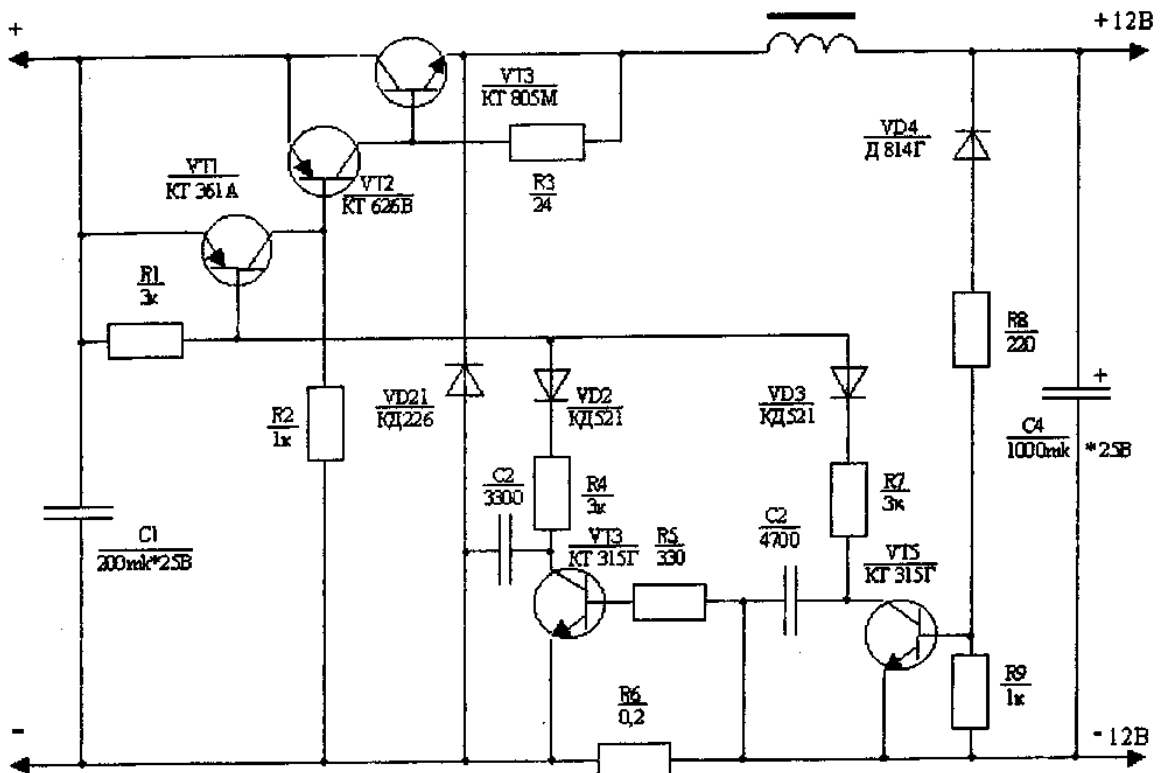 +
+12В
VT3
КТ 805М
VD4
Д 814Г
VT1
КТ 361А
VT2
КТ 626В
R3
24
R1
3к
R8
220
R2
1к
VD21
КД226
VD2
КД521
VD3
КД521
+
C4
1000mk *25В
C2
3300
R4
3к
R7
3к
C1
200mk*25В
VT3
КТ 315Г
R5
330
C2
4700
VT5
КТ 315Г
R6
0,2
R9
1к
-
-12В